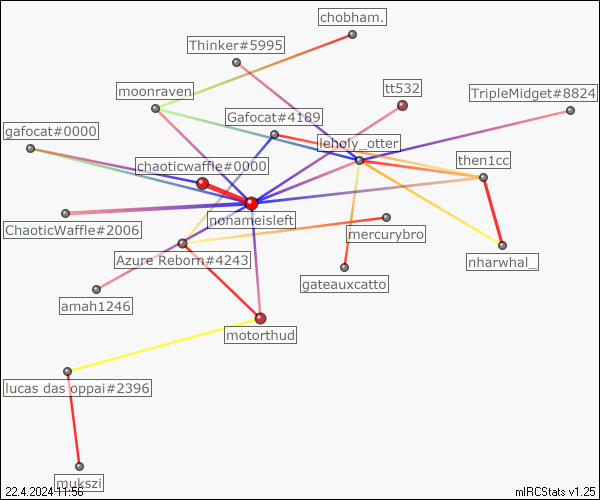 chobham.
Thinker#5995
moonraven
tt532
TripleMidget#8824
Gafocat#4189
gafocat#0000
leholy_otter
chaoticwaffle#0000
then1cc
nonameisleft
ChaoticWaffle#2006
mercurybro
Azure Reborn#4243
nharwhal_
gateauxcatto
amah1246
motorthud
lucas das oppai#2396
mukszi
22.4.2024 11:56
mIRCStats v1.25